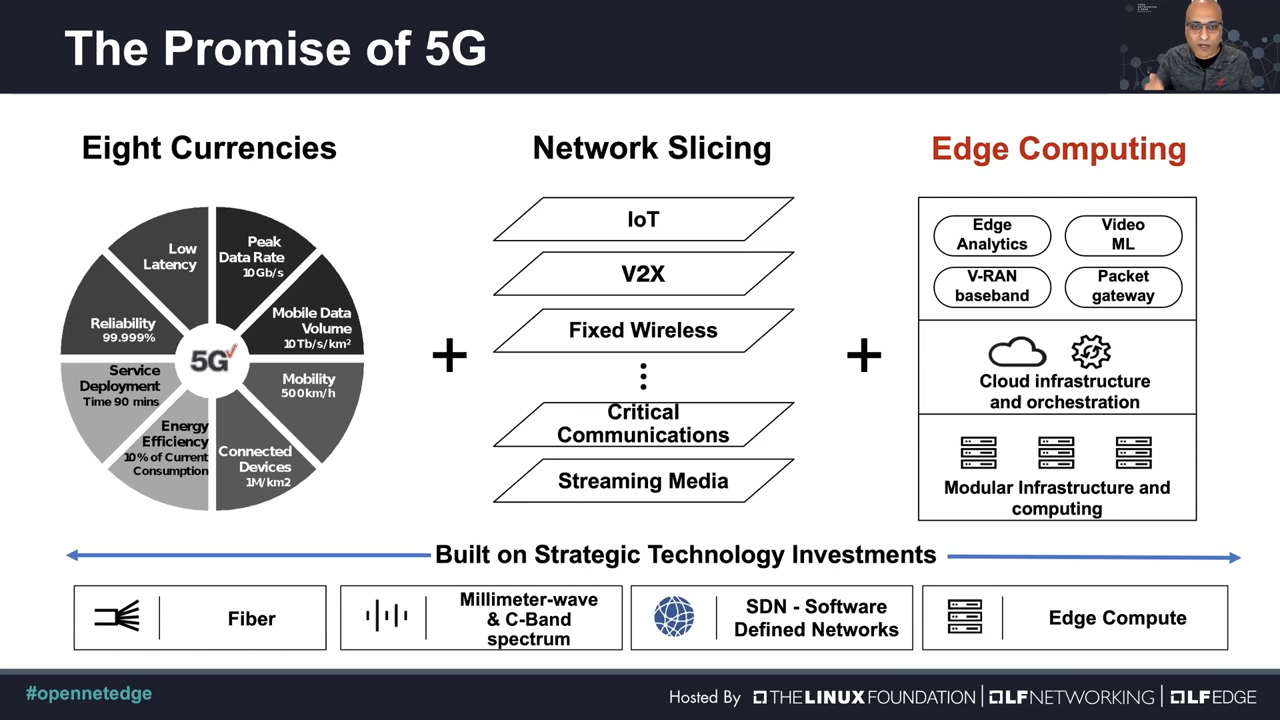 The Promise of 5G
Eight Currencies
Network Slicing
Edge Computing
Low
Latency
Peak
Data Rate
10Gb/s
Mobile Data
Volume
10Tb/s/km²
Mobility
500km/h
Connected
Devices
1M/km2
Energy
Efficiency
10% of Current
Consumption
Service
Deployment
Time 90 mins
Reliability
99.999%
5G
+
IoT
V2X
Fixed Wireless
Critical
Communications
Streaming Media
+
Edge
Analytics
Video
ML
V-RAN
baseband
Packet
gateway
Cloud infrastructure
and orchestration
Modular Infrastructure and
computing
Built on Strategic Technology Investments
Fiber
Millimeter-wave
& C-Band
spectrum
SDN - Software
Defined Networks
Edge Compute
#opennetedge
Hosted By THE LINUX FOUNDATION | LFNETWORKING | LFEDGE